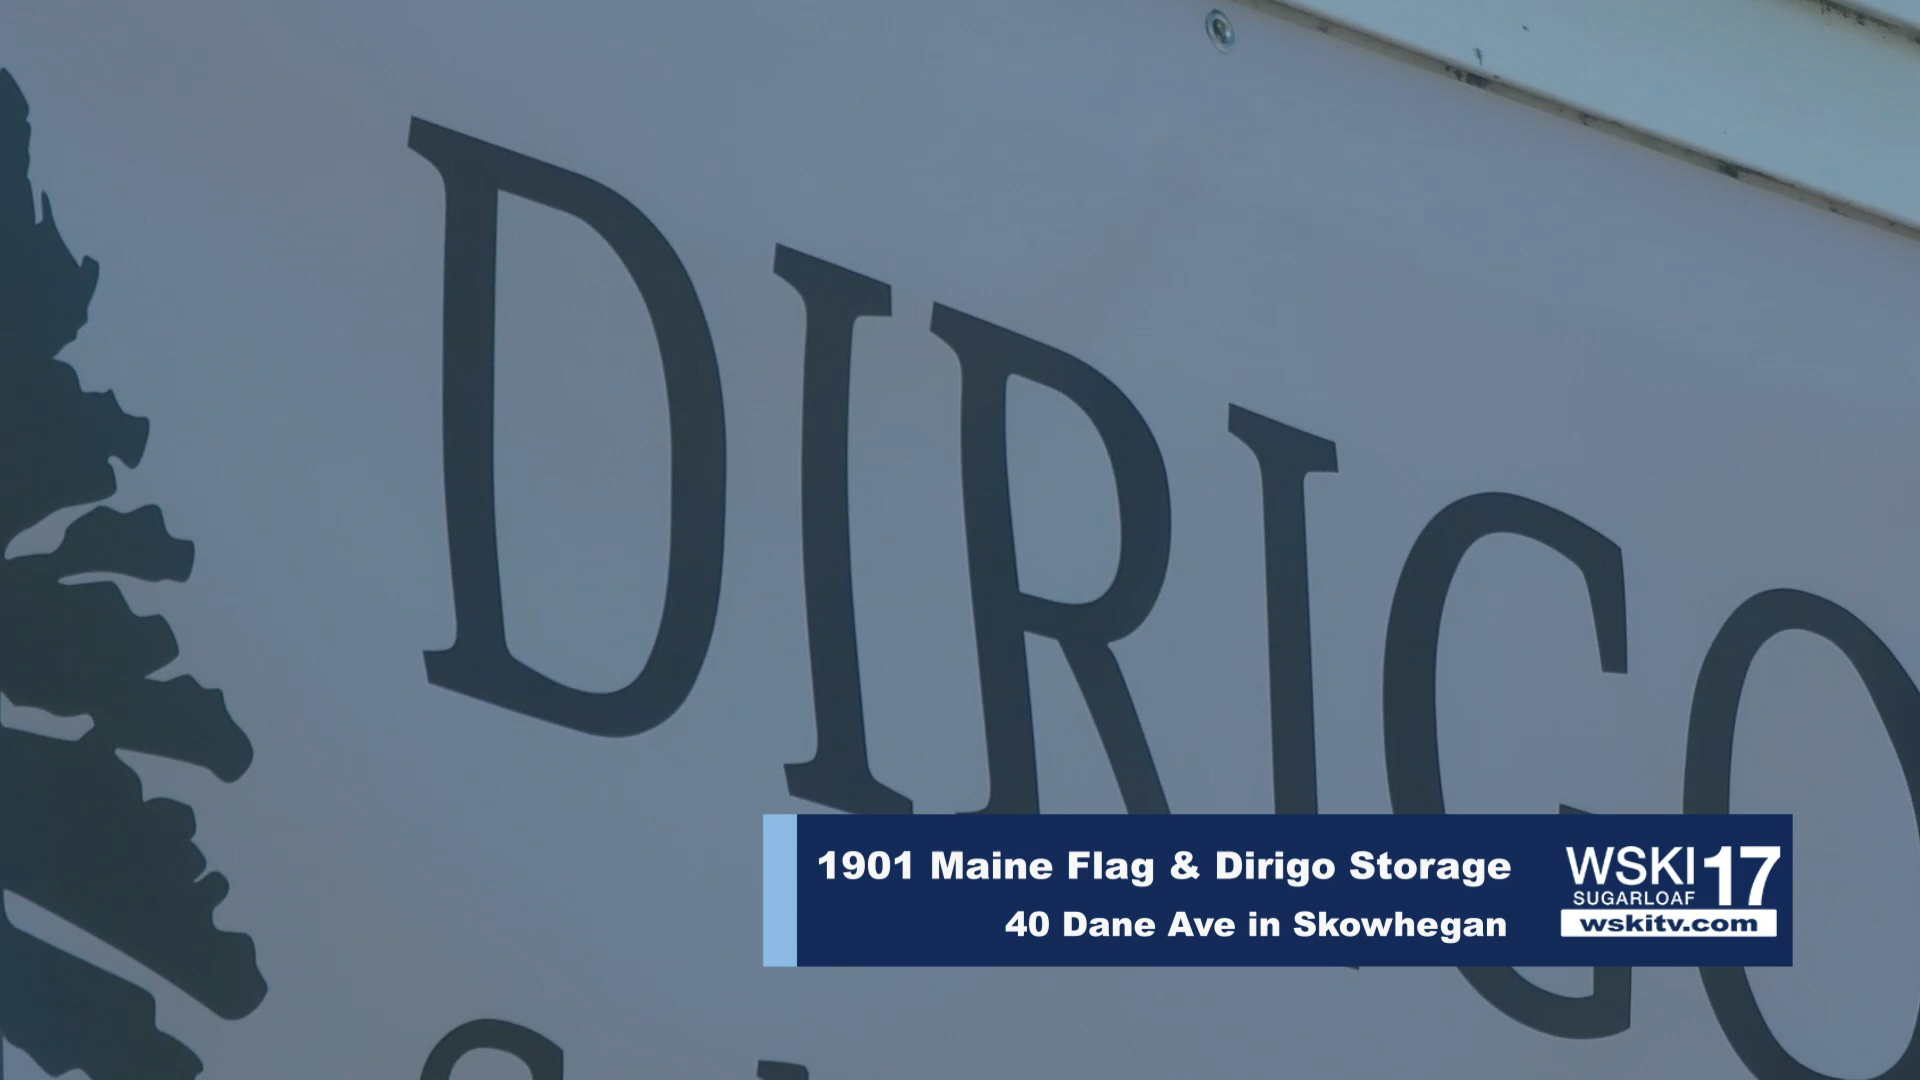 DIRIGO
1901 Maine Flag & Dirigo Storage
40 Dane Ave in Skowhegan
WSKI 17
SUGARLOAF
wskitv.com